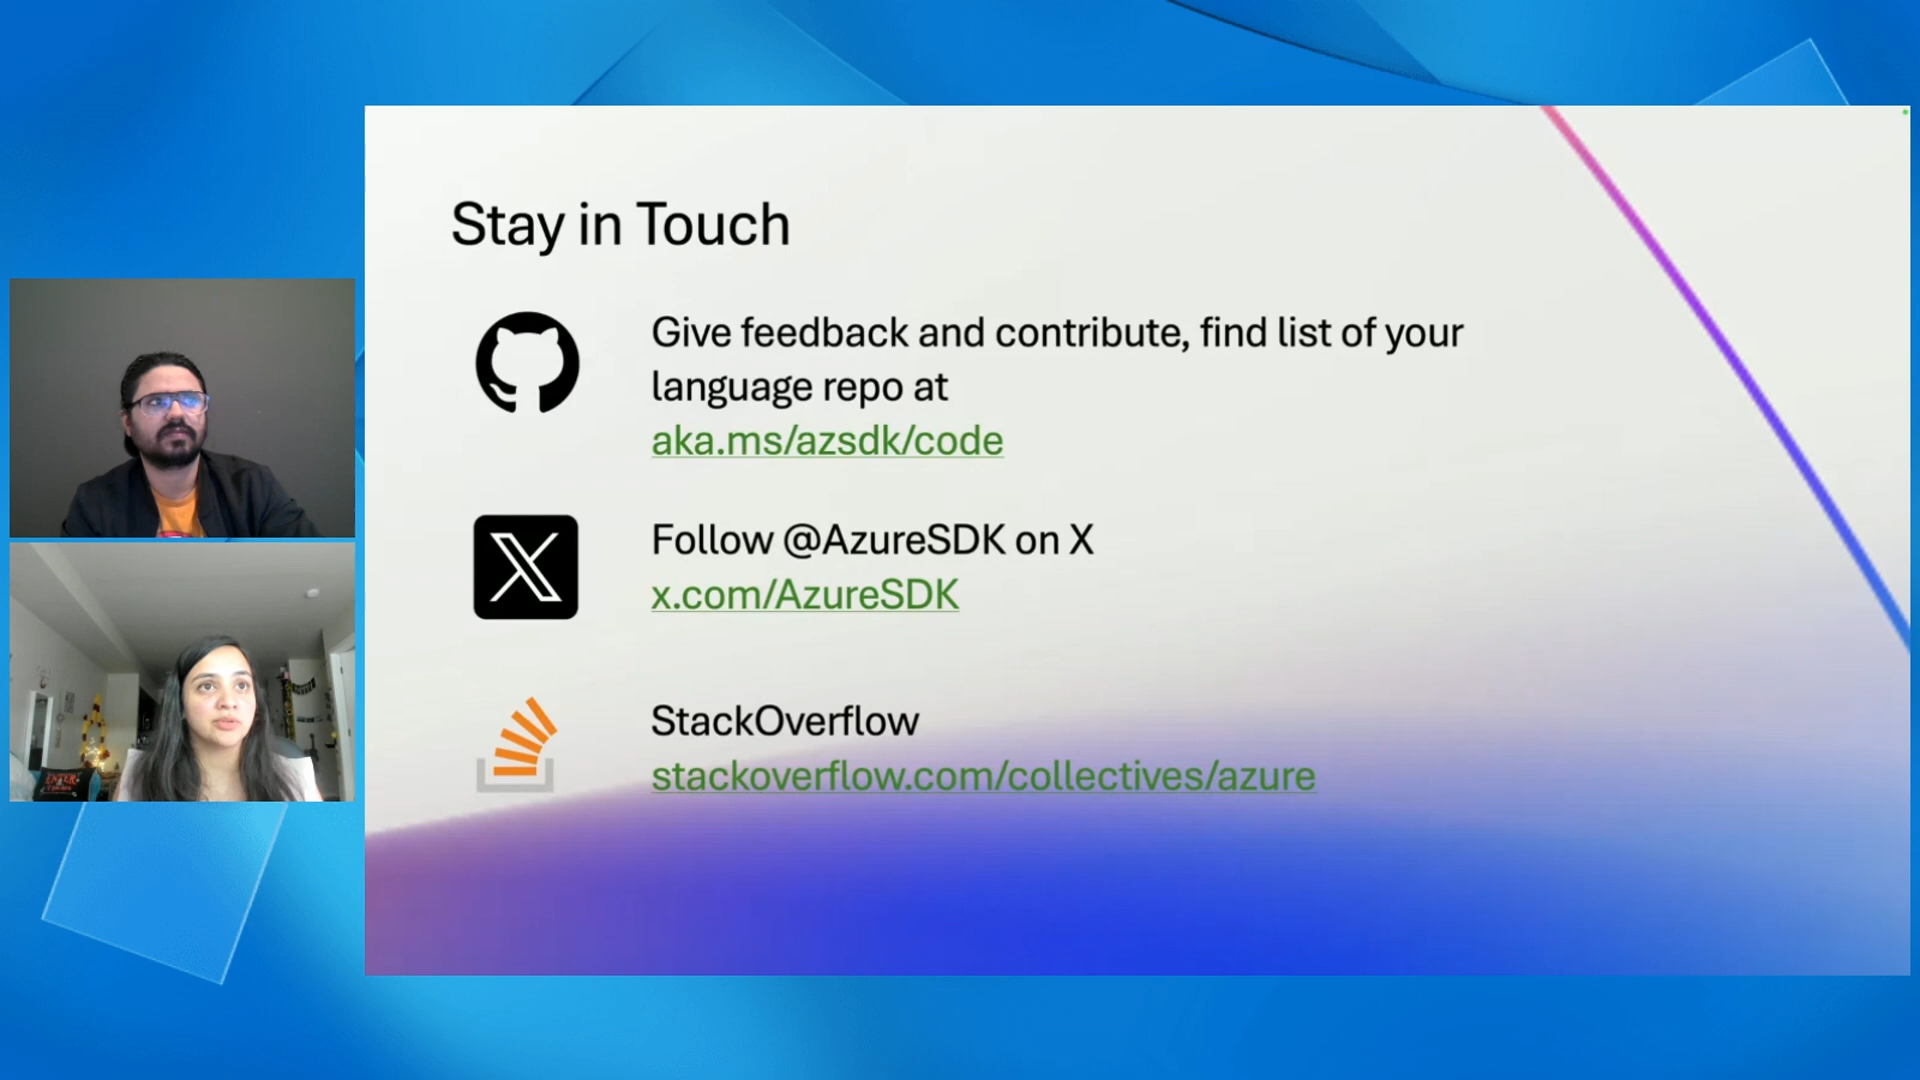 Stay in Touch
Give feedback and contribute, find list of your
language repo at
aka.ms/azsdk/code
Follow @AzureSDK on X
x.com/AzureSDK
StackOverflow
stackoverflow.com/collectives/azure
ENTER